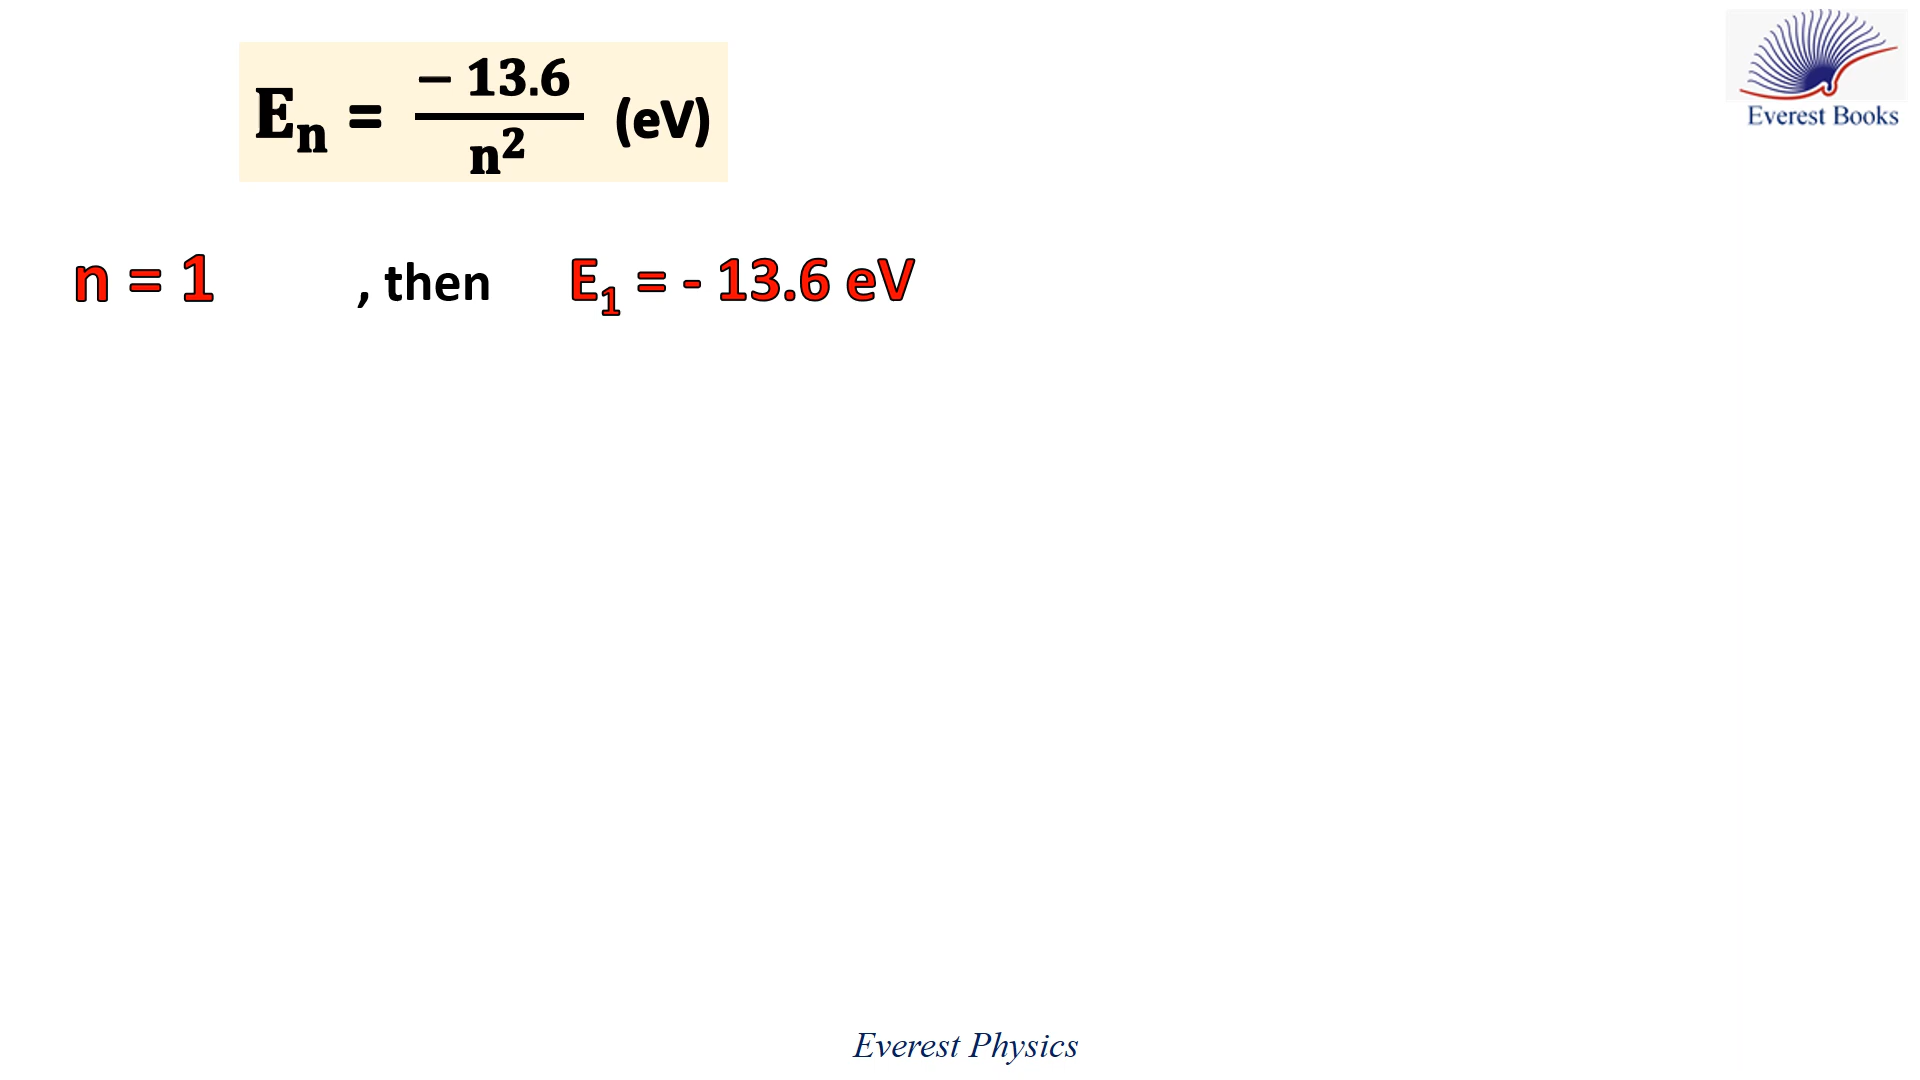 Eₙ = − 13.6 / n² (eV)
Everest Books
n = 1 , then E₁ = - 13.6 eV
Everest Physics